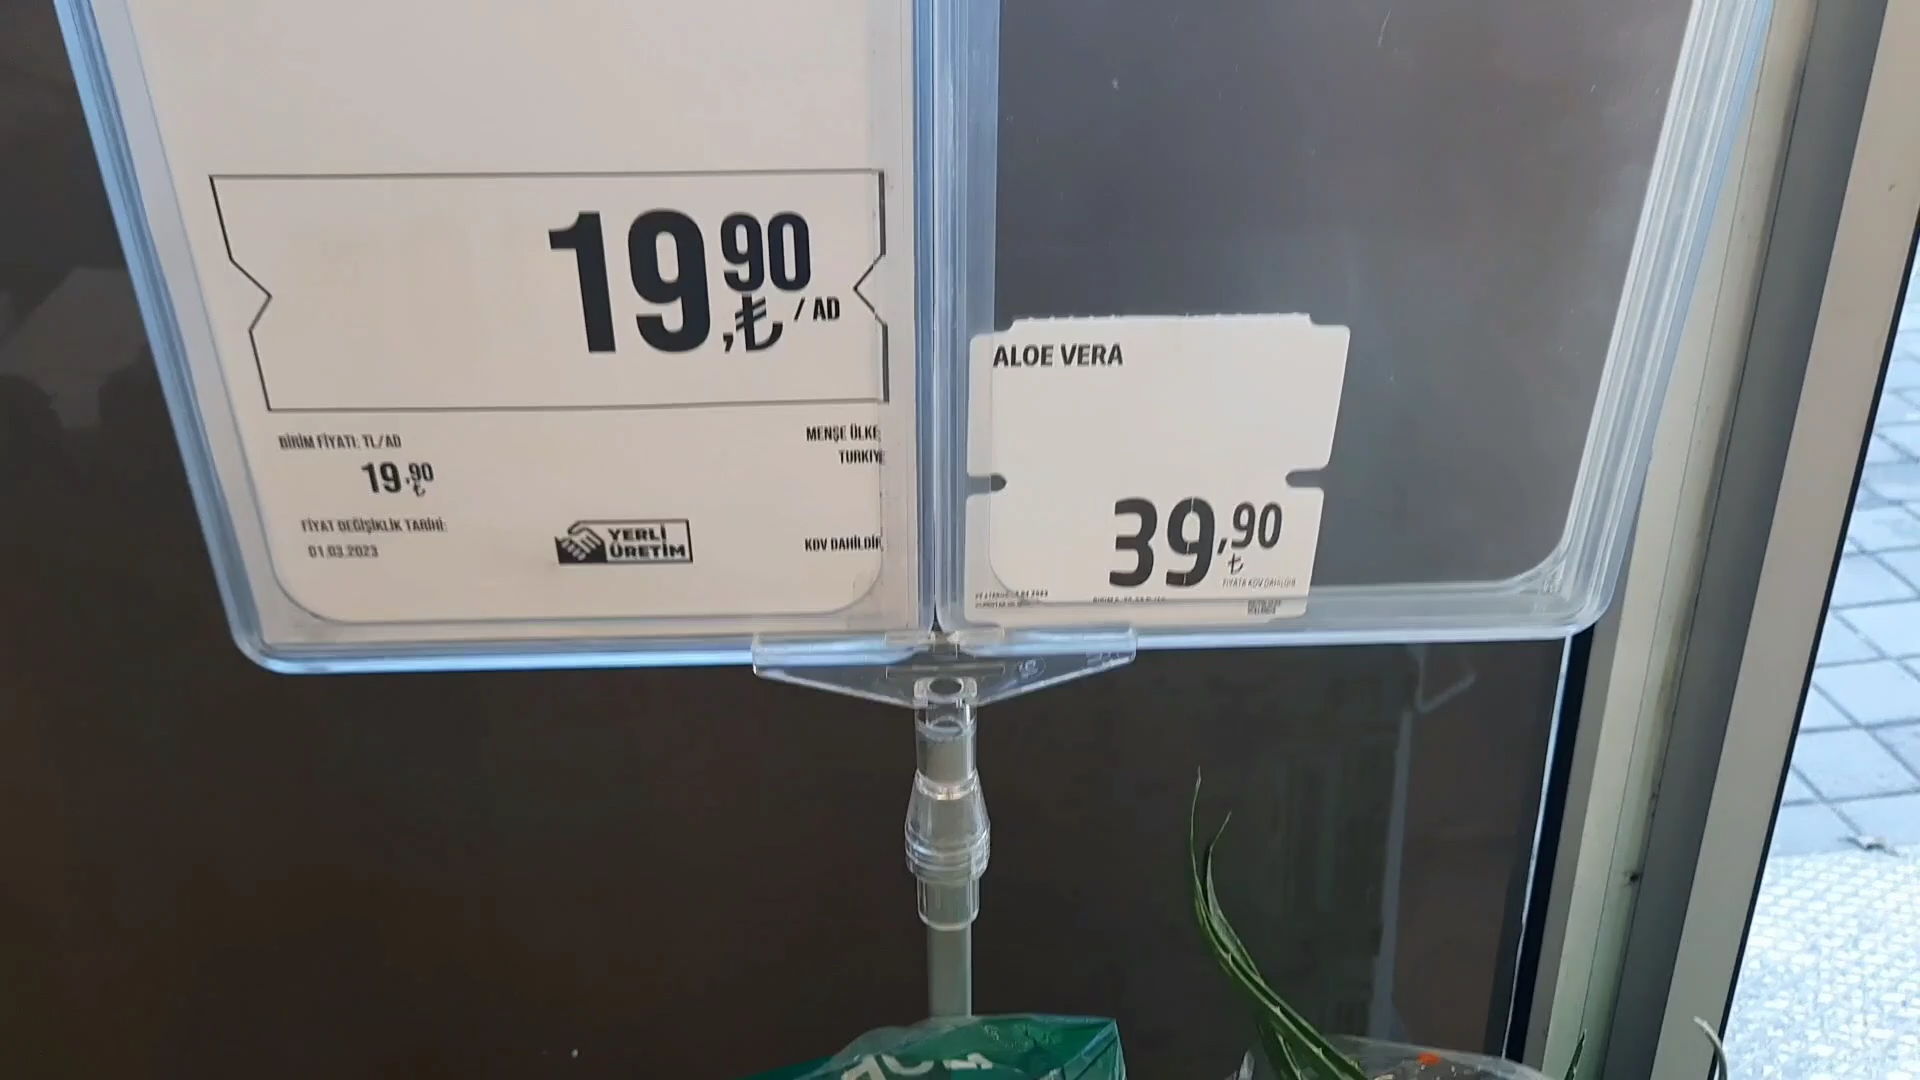 19,90 ₺ / AD
BİRİM FİYATI: TL/AD
19,90 ₺
FİYAT DEĞİŞİKLİK TARİHİ:
01.03.2023
YERLİ
ÜRETİM
MENŞE ÜLKE
TÜRKİYE
KDV DAHİLDİR
ALOE VERA
39,90
₺
FİYATA KDV DAHİLDİR